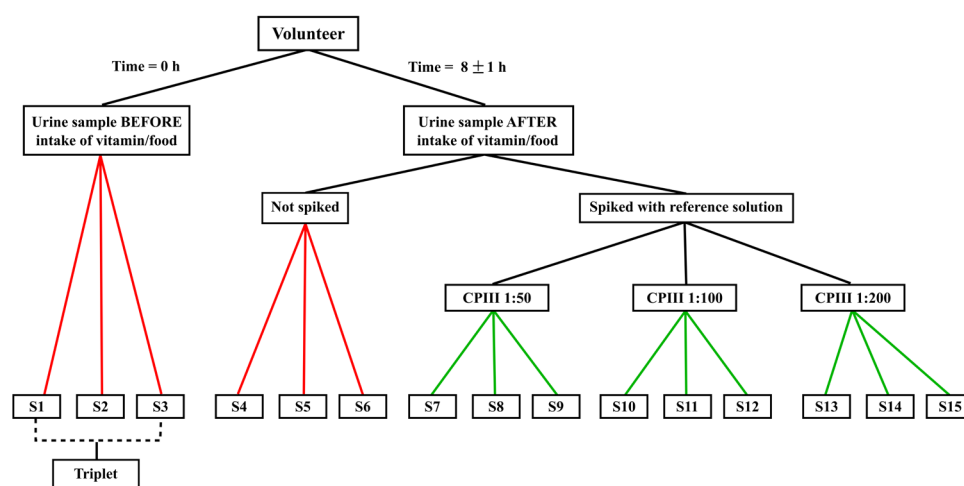 Volunteer
Time = 0 h
Time = 8 ± 1 h
Urine sample BEFORE
intake of vitamin/food
Urine sample AFTER
intake of vitamin/food
Not spiked
Spiked with reference solution
CPIII 1:50
CPIII 1:100
CPIII 1:200
S1
S2
S3
S4
S5
S6
S7
S8
S9
S10
S11
S12
S13
S14
S15
Triplet